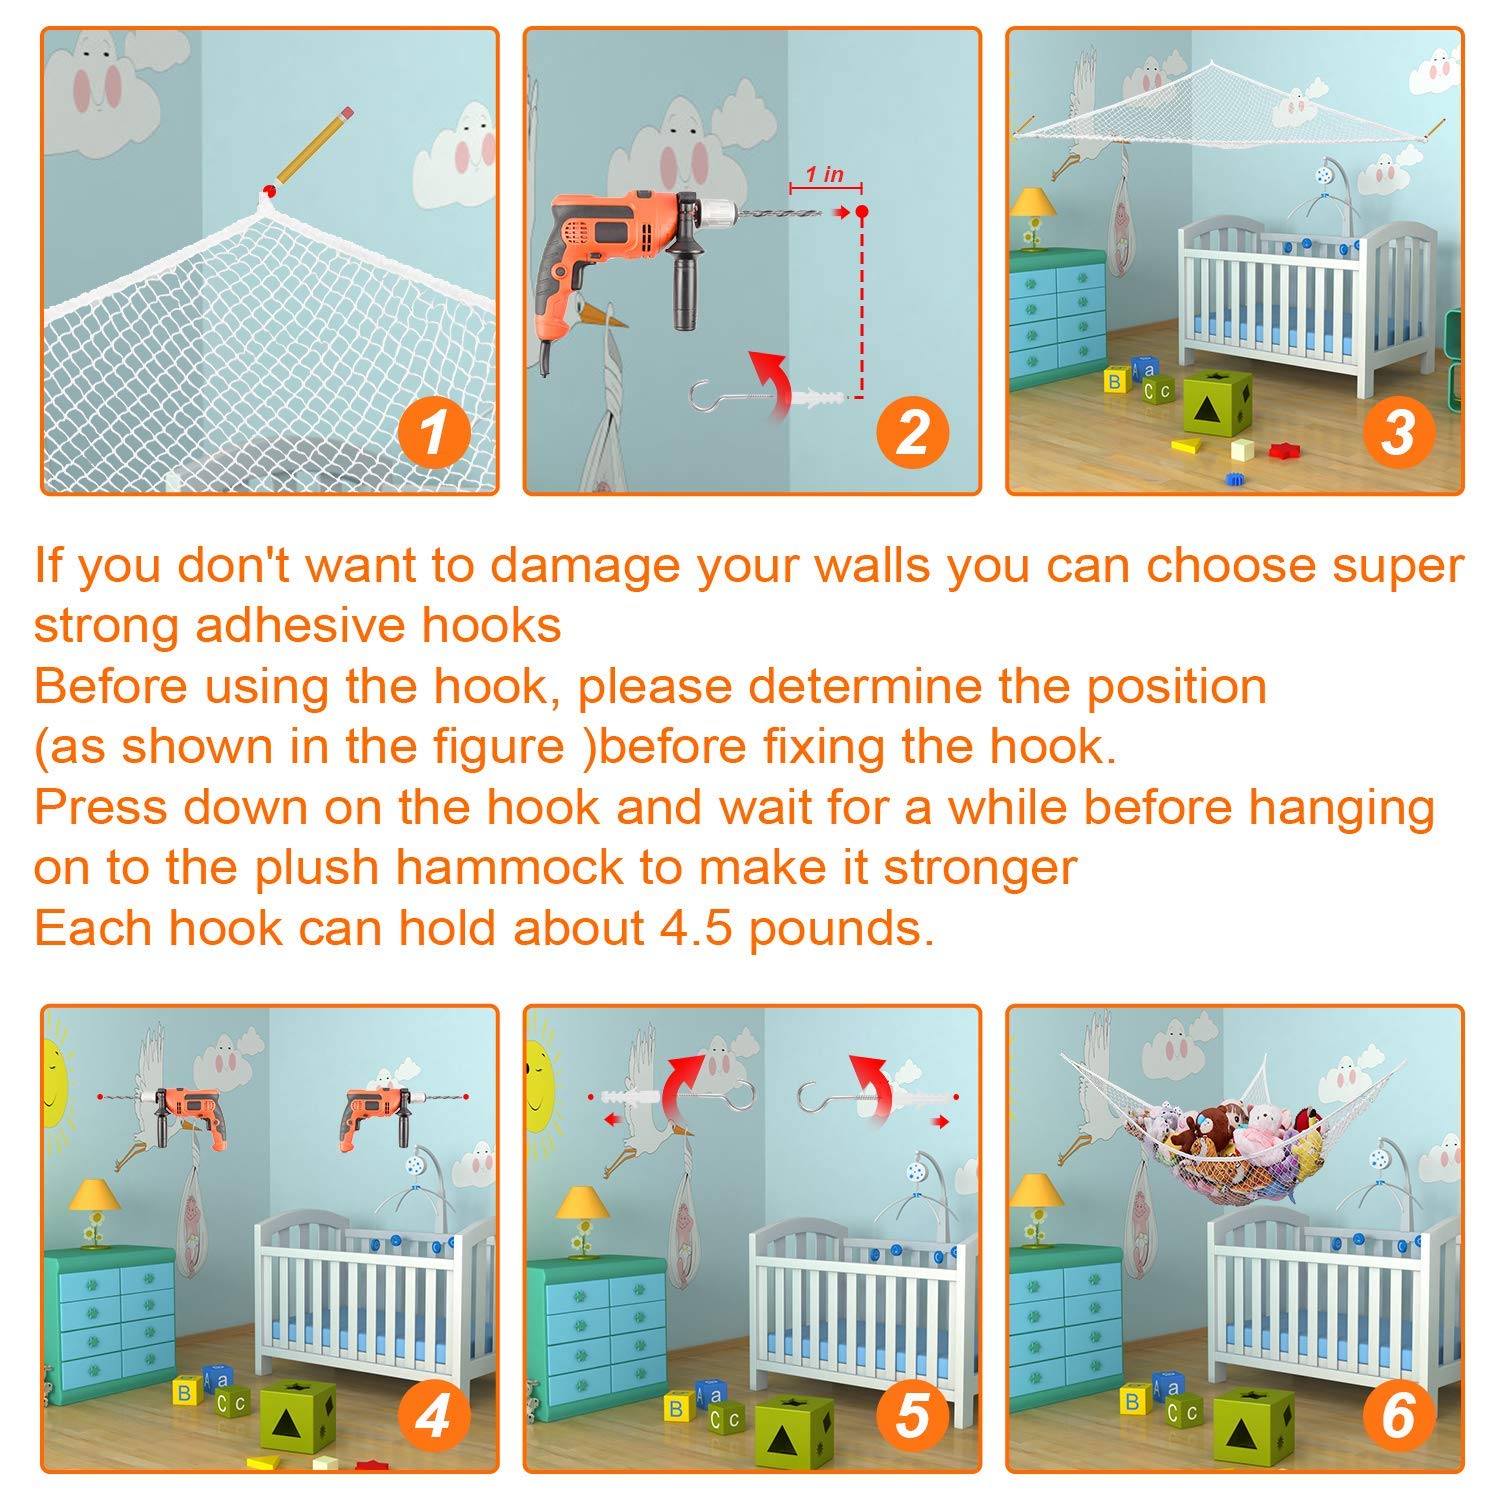 1
1 in
2
3
B
a
C c
If you don't want to damage your walls you can choose super
strong adhesive hooks
Before using the hook, please determine the position
(as shown in the figure )before fixing the hook.
Press down on the hook and wait for a while before hanging
on to the plush hammock to make it stronger
Each hook can hold about 4.5 pounds.
4
B
A a
C c
5
B
A a
C c
6
B
A a
C c